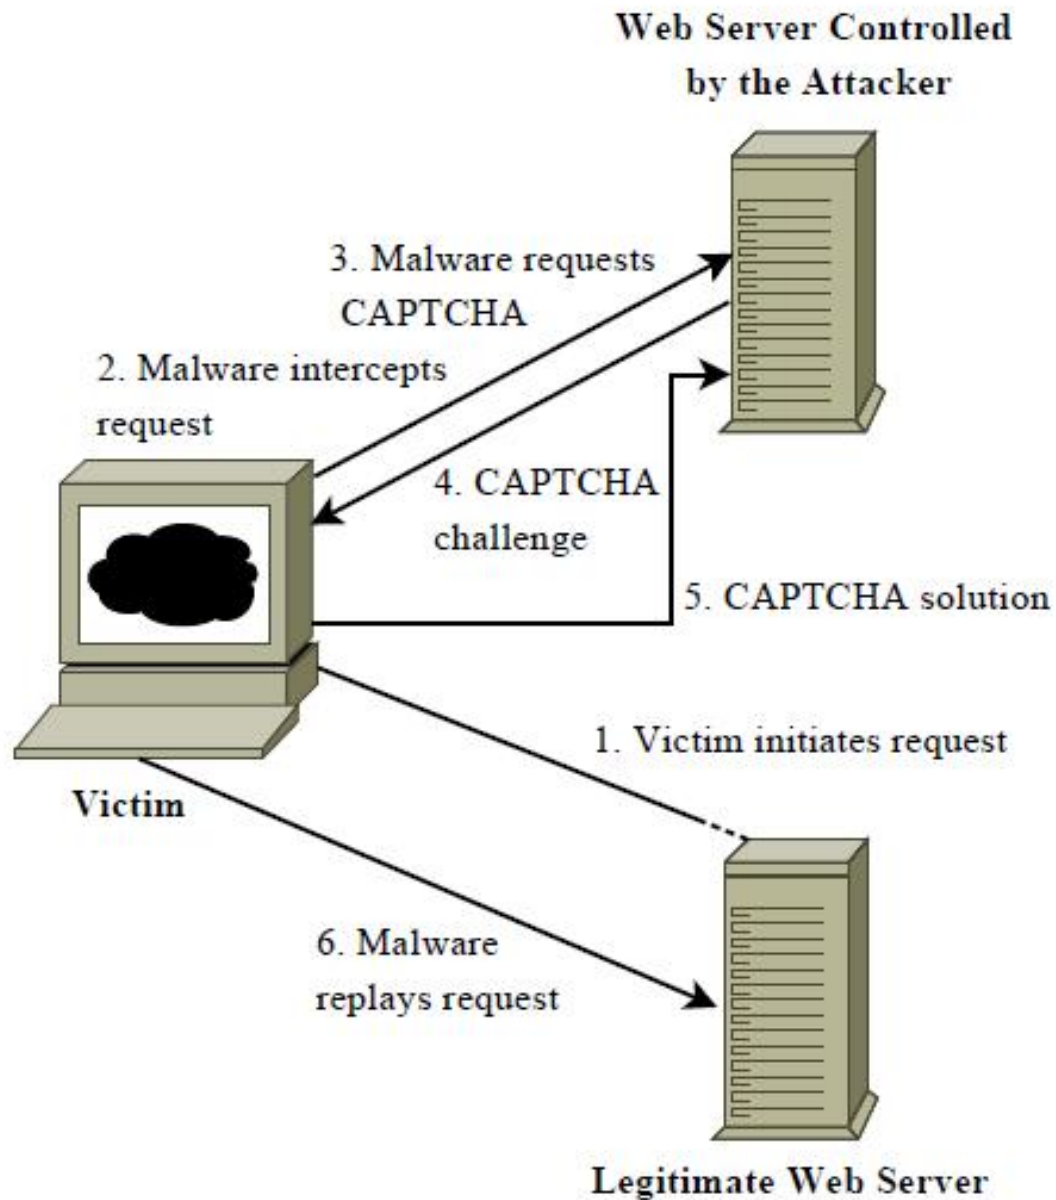 Web Server Controlled
by the Attacker
3. Malware requests
CAPTCHA
2. Malware intercepts
request
4. CAPTCHA
challenge
5. CAPTCHA solution
1. Victim initiates request
Victim
6. Malware
replays request
Legitimate Web Server